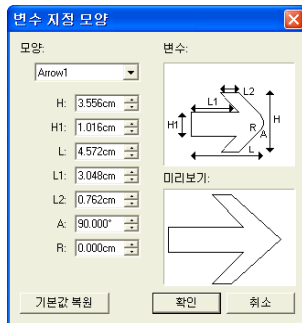 변수 지정 모양
모양:
Arrow1
H: 3.556cm
H1: 1.016cm
L: 4.572cm
L1: 3.048cm
L2: 0.762cm
A: 90.000°
R: 0.000cm
변수:
L2
L1
H1
H
R
A
L
미리보기:
기본값 복원
확인
취소